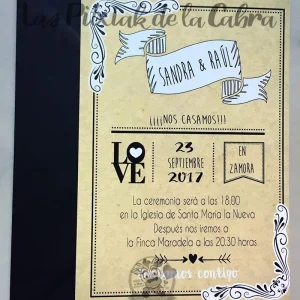 Las Pititak de la Cabra
SANDRA & RAÚL
¡¡¡¡NOS CASAMOS!!!
LOVE
23
SEPTIEMBRE
2017
EN
ZAMORA
La ceremonia será a las 18.00
en la Iglesia de Santa María la Nueva
Después nos iremos a
la Finca Maradela a las 20.30 horas
contigo